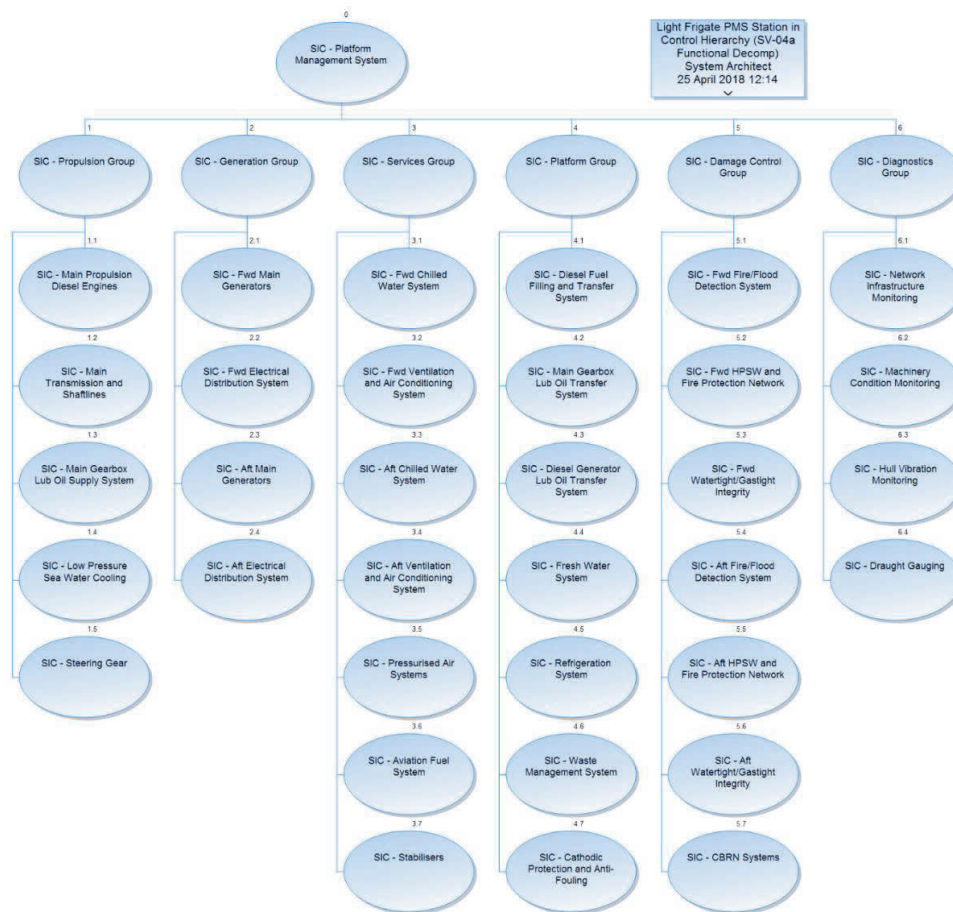 0
SIC - Platform
Management System
Light Frigate PMS Station in
Control Hierarchy (SV-04a
Functional Decomp)
System Architect
25 April 2018 12:14
1
SIC - Propulsion Group
2
SIC - Generation Group
3
SIC - Services Group
4
SIC - Platform Group
5
SIC - Damage Control
Group
6
SIC - Diagnostics
Group
1.1
SIC - Main Propulsion
Diesel Engines
1.2
SIC - Main
Transmission and
Shaftlines
1.3
SIC - Main Gearbox
Lub Oil Supply System
1.4
SIC - Low Pressure
Sea Water Cooling
1.5
SIC - Steering Gear
2.1
SIC - Fwd Main
Generators
2.2
SIC - Fwd Electrical
Distribution System
2.3
SIC - Aft Main
Generators
2.4
SIC - Aft Electrical
Distribution System
3.1
SIC - Fwd Chilled
Water System
3.2
SIC - Fwd Ventilation
and Air Conditioning
System
3.3
SIC - Aft Chilled Water
System
3.4
SIC - Aft Ventilation
and Air Conditioning
System
3.5
SIC - Pressurised Air
Systems
3.6
SIC - Aviation Fuel
System
3.7
SIC - Stabilisers
4.1
SIC - Diesel Fuel
Filling and Transfer
System
4.2
SIC - Main Gearbox
Lub Oil Transfer
System
4.3
SIC - Diesel Generator
Lub Oil Transfer
System
4.4
SIC - Fresh Water
System
4.5
SIC - Refrigeration
System
4.6
SIC - Waste
Management System
4.7
SIC - Cathodic
Protection and Anti-
Fouling
5.1
SIC - Fwd Fire/Flood
Detection System
5.2
SIC - Fwd HPSW and
Fire Protection Network
5.3
SIC - Fwd
Watertight/Gastight
Integrity
5.4
SIC - Aft Fire/Flood
Detection System
5.5
SIC - Aft HPSW and
Fire Protection Network
5.6
SIC - Aft
Watertight/Gastight
Integrity
5.7
SIC - CBRN Systems
6.1
SIC - Network
Infrastructure
Monitoring
6.2
SIC - Machinery
Condition Monitoring
6.3
SIC - Hull Vibration
Monitoring
6.4
SIC - Draught Gauging